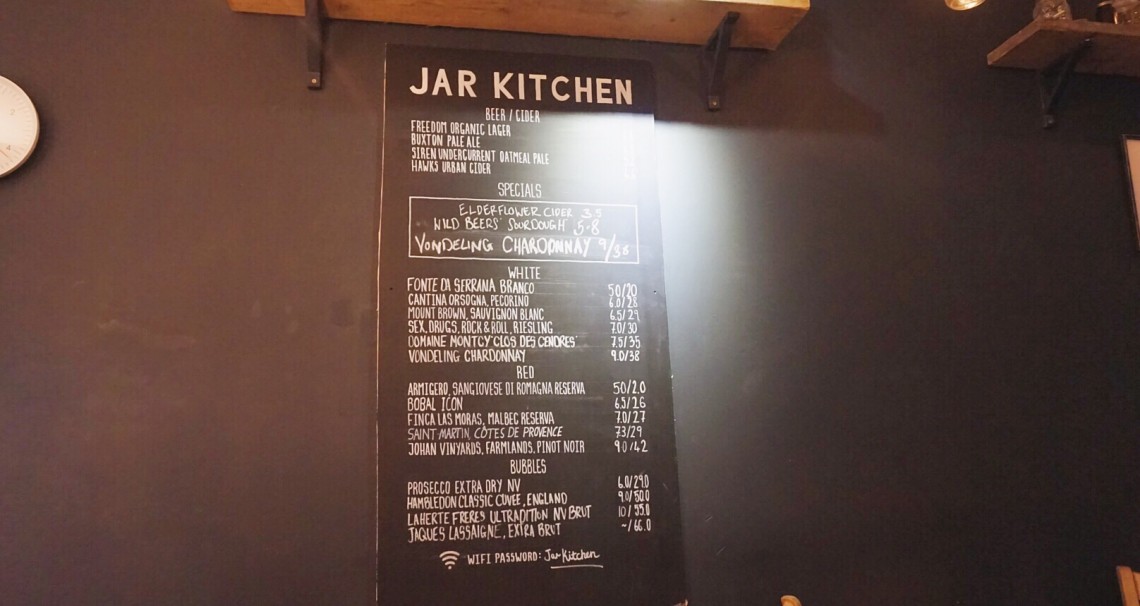 JAR KITCHEN
BEER / CIDER
FREEDOM ORGANIC LAGER
BUXTON PALE ALE
SIREN UNDERCURRENT OATMEAL PALE
HAWKS URBAN CIDER
SPECIALS
ELDERFLOWER CIDER 3.5
WILD BEERS' SOURDOUGH 5.8
VONDELING CHARDONNAY 9/38
WHITE
FONTE DI SERRANA BRANCO 50/20
CANTINA ORSOGNA, PECORINO 6.0/28
MOUNT BROWN, SAUVIGNON BLANC 6.5/29
SEX, DRUGS, ROCK & ROLL, RIESLING 7.0/30
DOMAINE MONTCY 'CLOS DES CENDRES' 7.5/35
VONDELING CHARDONNAY 9.0/38
RED
ARMIGERO, SANGIOVESE DI ROMAGNA RESERVA 50/2.0
BOBAL ICON 6.5/26
FINCA LAS MORAS, MALBEC RESERVA 7.0/27
SAINT-MARTIN, CÔTES DE PROVENCE 7.3/29
JOHAN VINYARDS, FARMLANDS, PINOT NOIR 9.0/42
BUBBLES
PROSECCO EXTRA DRY NV 6.0/29.0
HAMBLEDON CLASSIC CUVEE, ENGLAND 9.0/50.0
LAHERTE FRERES ULTRADITION NV BRUT 10/55.0
JAQUES LASSAIGNE, EXTRA BRUT ~/66.0
WIFI PASSWORD: JarKitchen